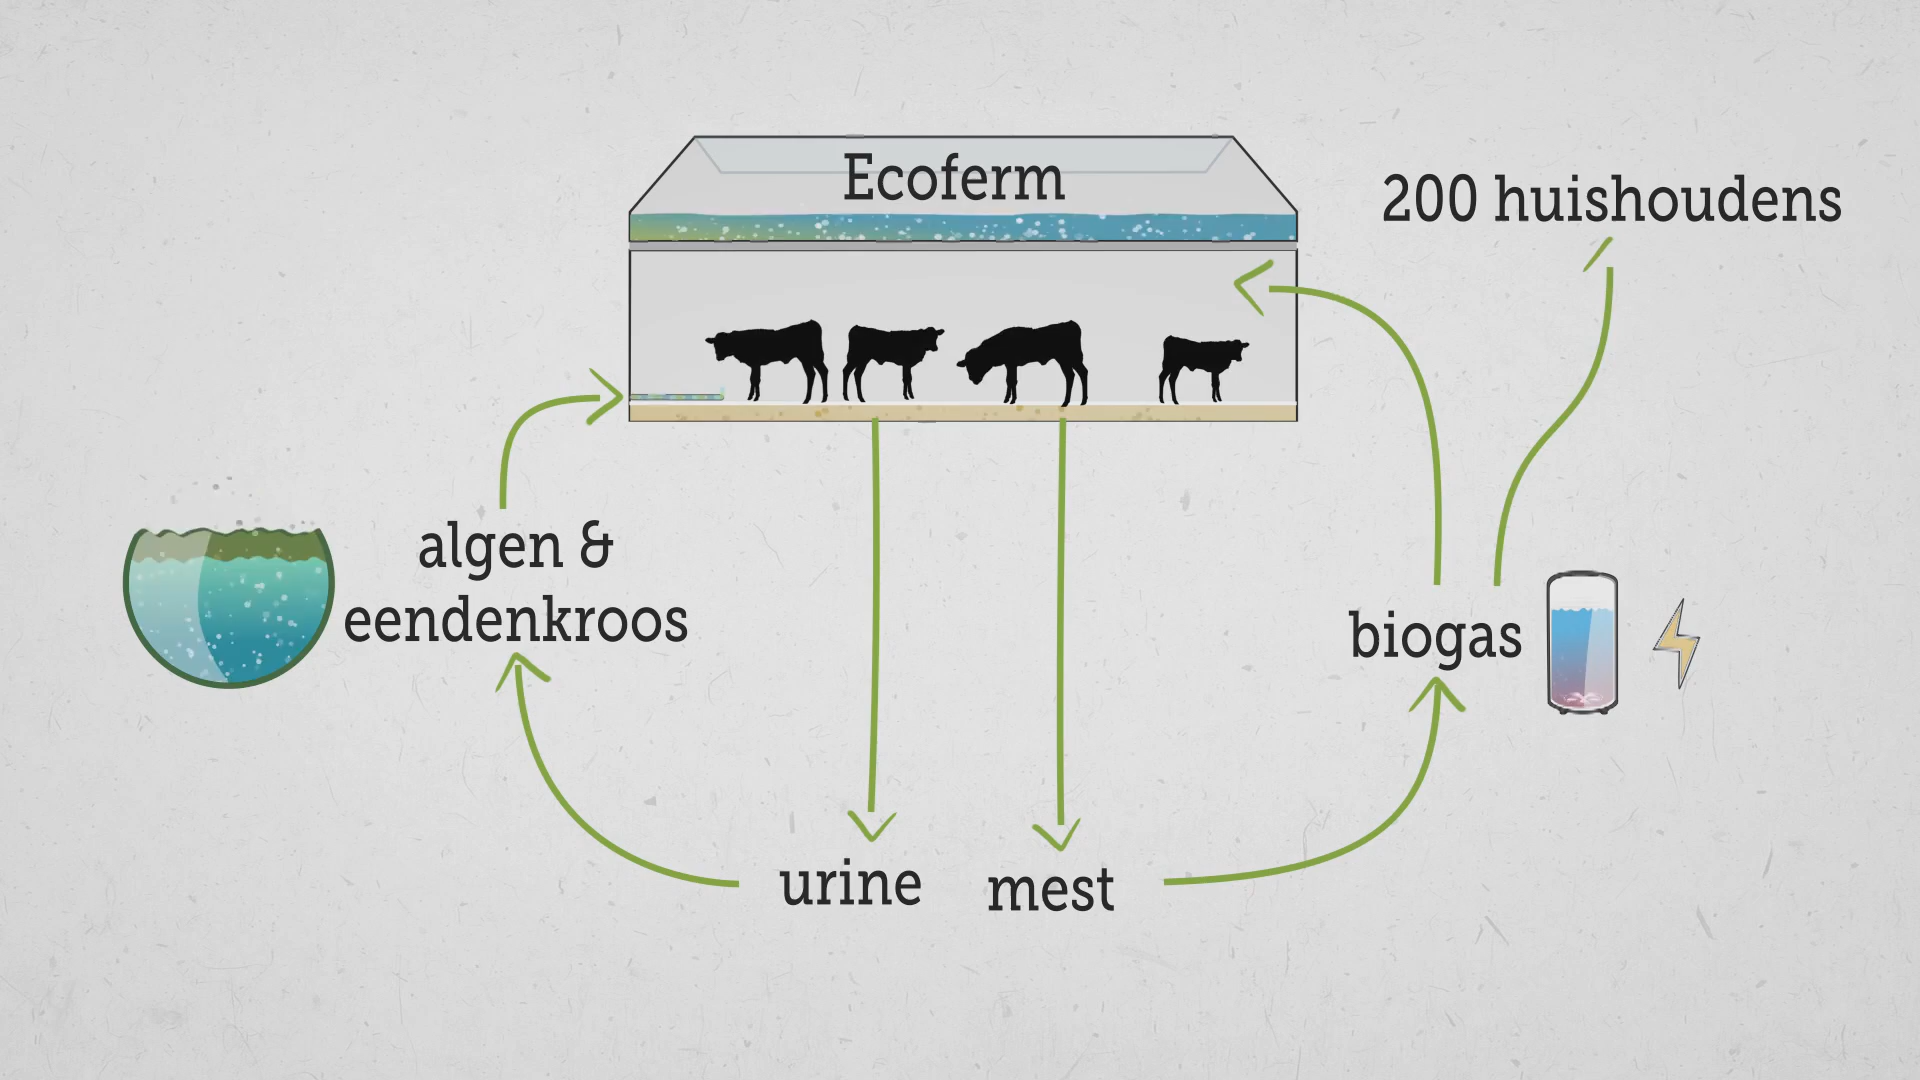 Ecoferm
200 huishoudens
algen &
eendenkroos
biogas
urine
mest